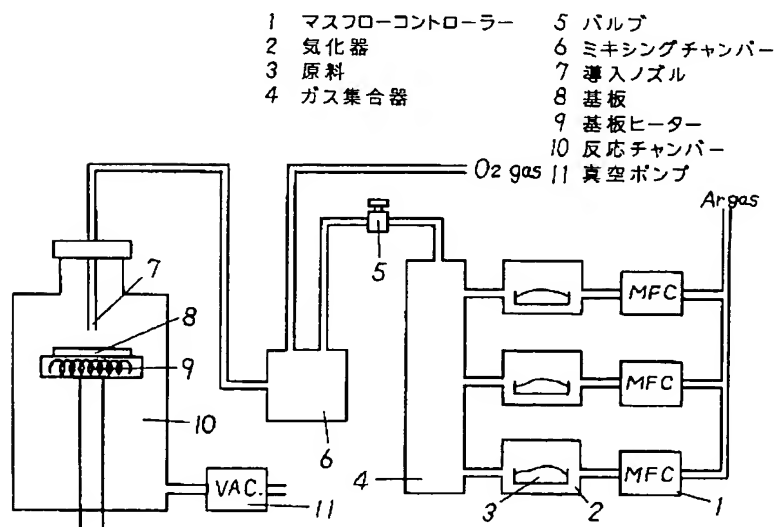 1 マスフローコントローラー
2 気化器
3 原料
4 ガス集合器
5 バルブ
6 ミキシングチャンバー
7 導入ノズル
8 基板
9 基板ヒーター
10 反応チャンバー
11 真空ポンプ
O2 gas
Ar gas
7
8
9
10
VAC.
11
6
5
4
MFC
MFC
MFC
3
2
1